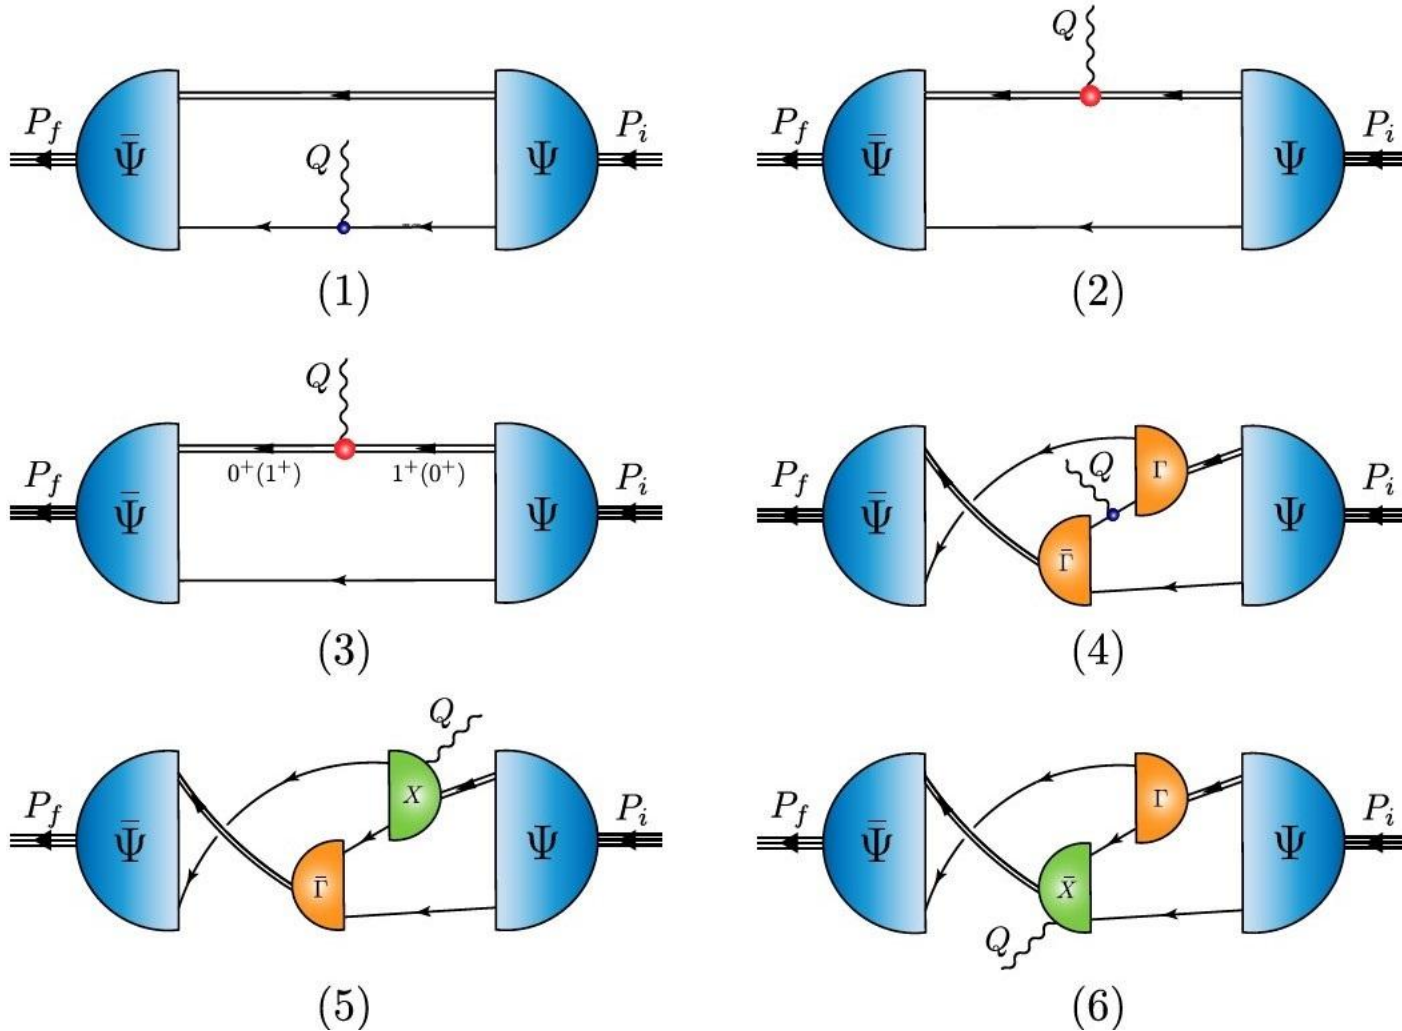 Q
P_f Ψ̄ Ψ P_i
Q
(1)
Q
P_f Ψ̄ Ψ P_i
(2)
Q
0⁺(1⁺) 1⁺(0⁺)
P_f Ψ̄ Ψ P_i
(3)
Q Γ
P_f Ψ̄ Ψ P_i
Γ̄
(4)
Q
X
P_f Ψ̄ Ψ P_i
Γ̄
(5)
Γ
P_f Ψ̄ Ψ P_i
X̄
Q
(6)